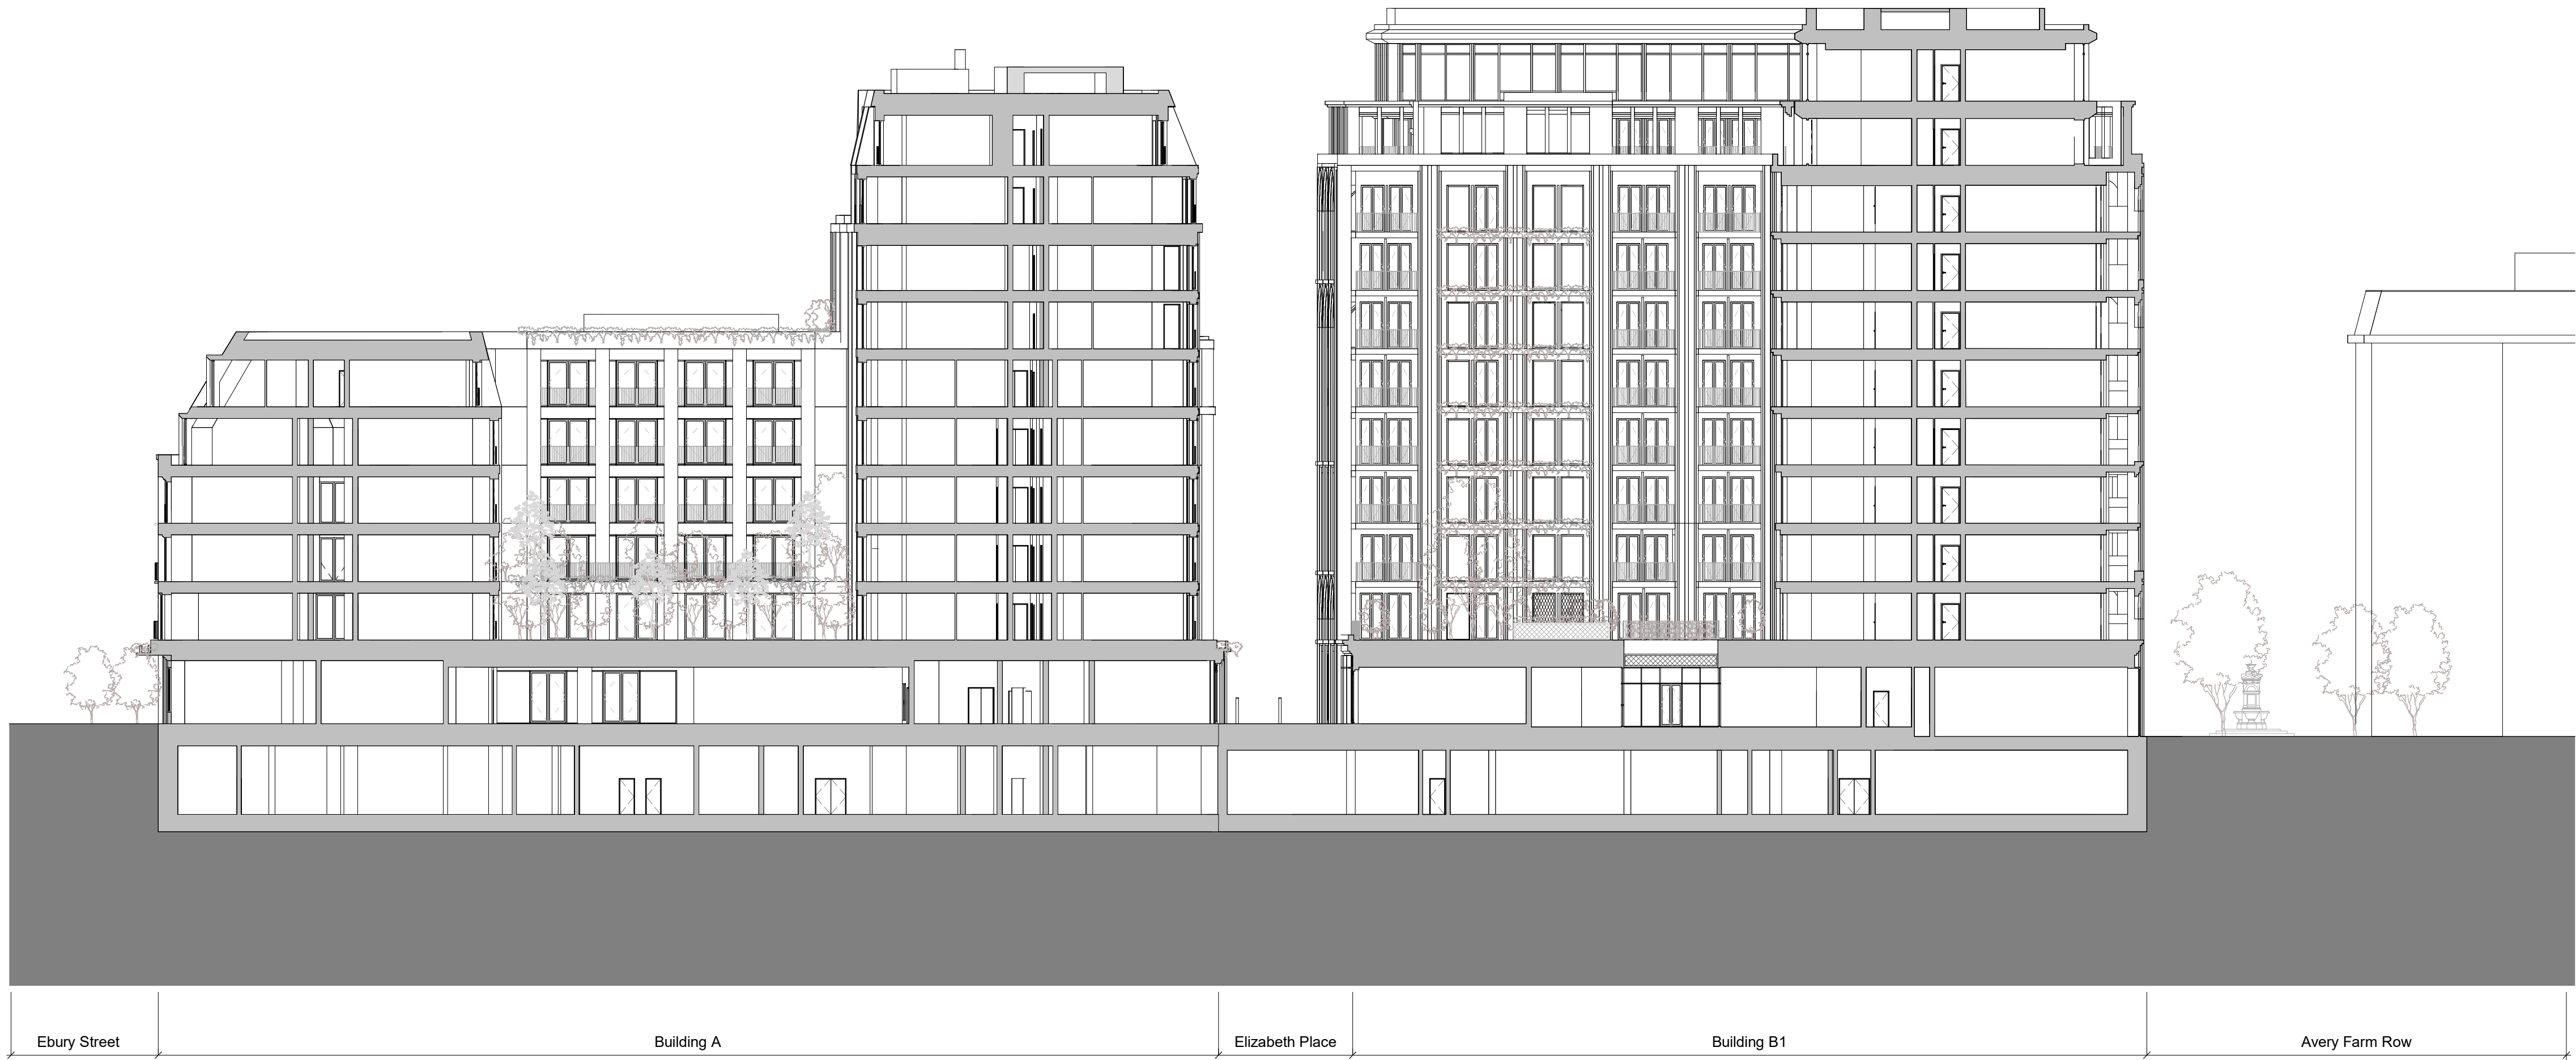 Ebury Street
Building A
Elizabeth Place
Building B1
Avery Farm Row